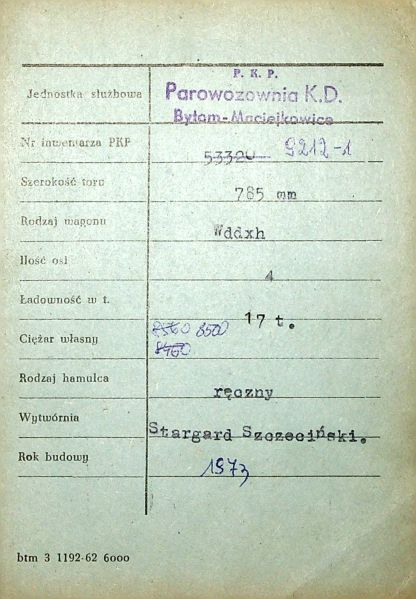 P. K. P.
Jednostka służbowa Parowozownia K.D.
Bytom-Maciejkowice
Nr inwentarza PKP 53320 9212-1
Szerokość toru 785 mm
Rodzaj wagonu Wddxh
Ilość osi 4
Ładowność w t. 17 t.
Ciężar własny 8560 8500
8460
Rodzaj hamulca ręczny
Wytwórnia Stargard Szczeciński.
Rok budowy 1973
btm 3 1192-62 6000